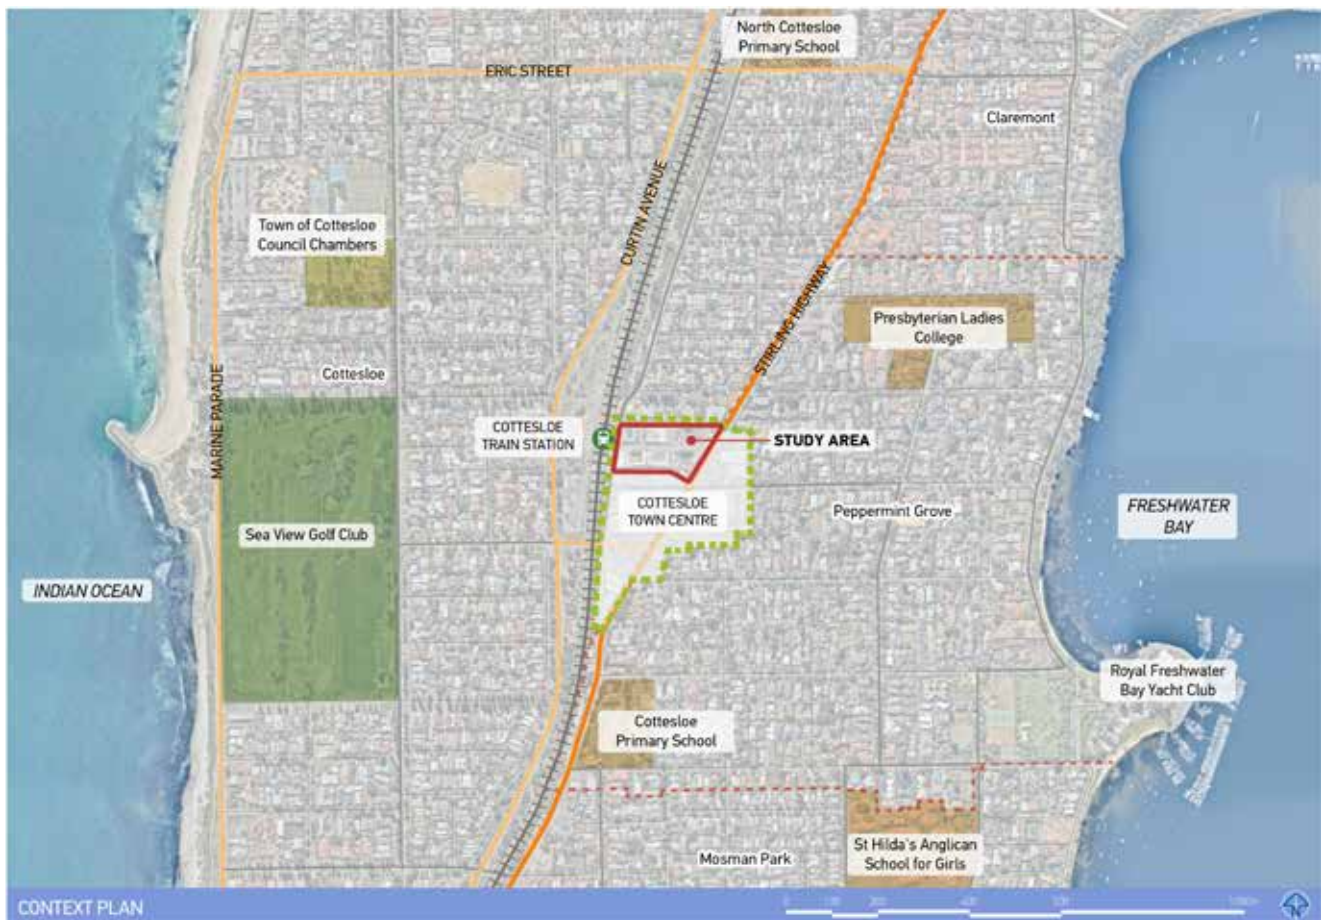 North Cottesloe
Primary School
ERIC STREET
Claremont
CURTIN AVENUE
Town of Cottesloe
Council Chambers
STIRLING HIGHWAY
Presbyterian Ladies
College
MARINE PARADE
Cottesloe
COTTESLOE
TRAIN STATION
STUDY AREA
COTTESLOE
TOWN CENTRE
Peppermint Grove
FRESHWATER
BAY
Sea View Golf Club
INDIAN OCEAN
Royal Freshwater
Bay Yacht Club
Cottesloe
Primary School
St Hilda's Anglican
School for Girls
Mosman Park
CONTEXT PLAN